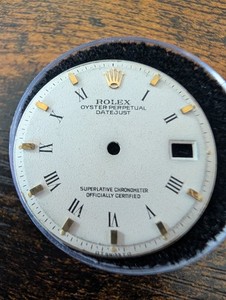 ROLEX
OYSTER PERPETUAL
DATEJUST
SUPERLATIVE CHRONOMETER
OFFICIALLY CERTIFIED